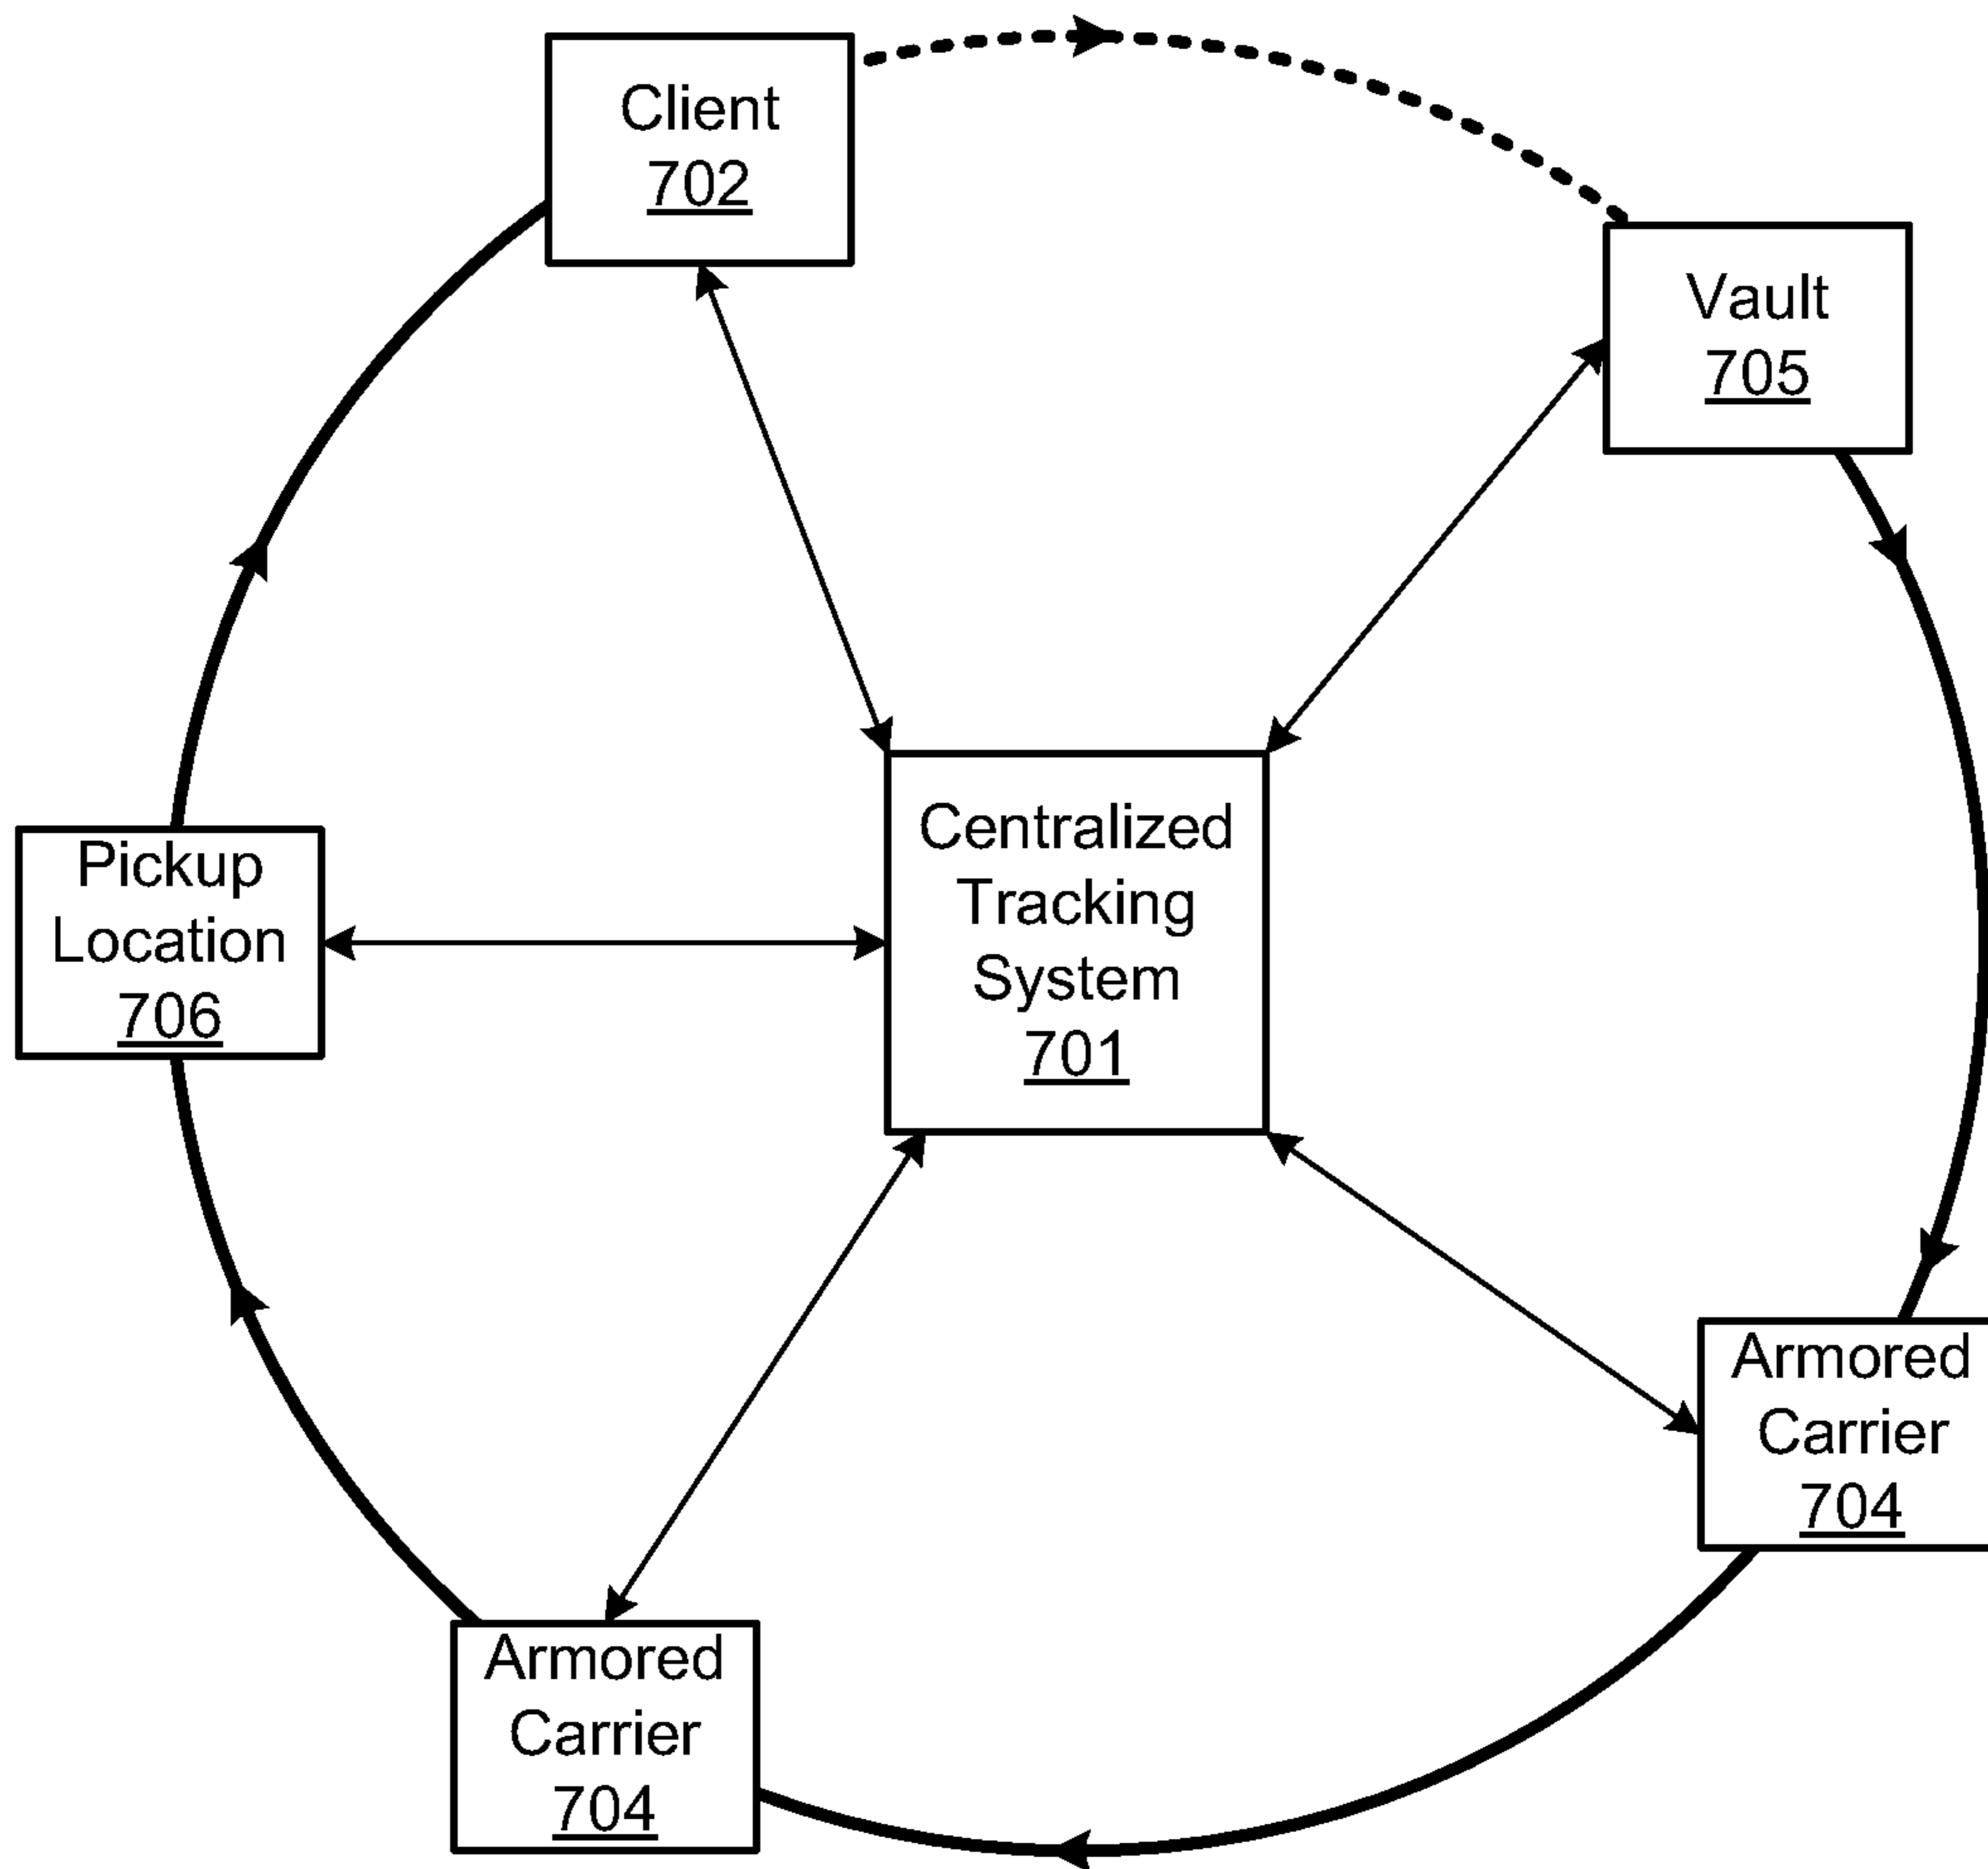 Client
702
Vault
705
Centralized
Tracking
System
701
Pickup
Location
706
Armored
Carrier
704
Armored
Carrier
704